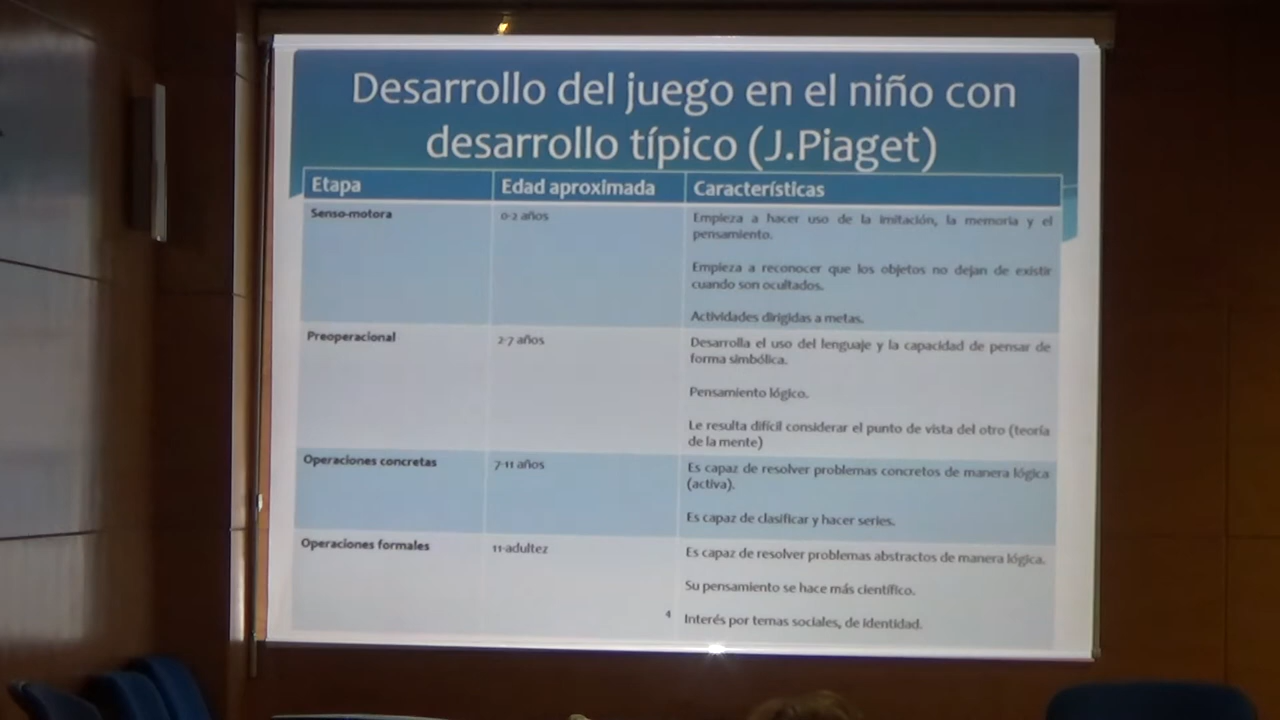 Desarrollo del juego en el niño con
desarrollo típico (J.Piaget)
Etapa Edad aproximada Características
Senso-motora 0-2 años Empieza a hacer uso de la imitación, la memoria y el
pensamiento.
Empieza a reconocer que los objetos no dejan de existir
cuando son ocultados.
Actividades dirigidas a metas.
Preoperacional 2-7 años Desarrolla el uso del lenguaje y la capacidad de pensar de
forma simbólica.
Pensamiento lógico.
Le resulta difícil considerar el punto de vista del otro (teoría
de la mente)
Operaciones concretas 7-11 años Es capaz de resolver problemas concretos de manera lógica
(activa).
Es capaz de clasificar y hacer series.
Operaciones formales 11-adultez Es capaz de resolver problemas abstractos de manera lógica.
Su pensamiento se hace más científico.
4 Interés por temas sociales, de identidad.